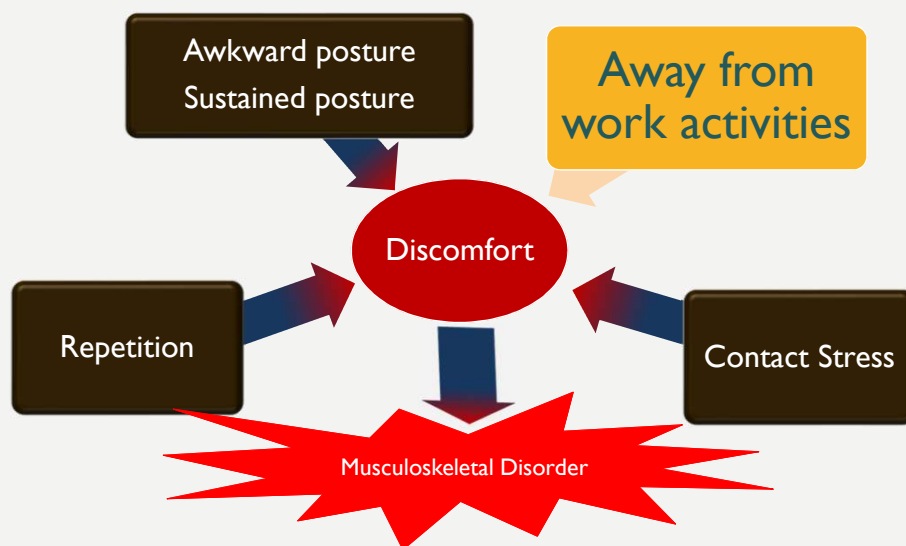 Awkward posture
Sustained posture
Away from
work activities
Discomfort
Repetition
Contact Stress
Musculoskeletal Disorder